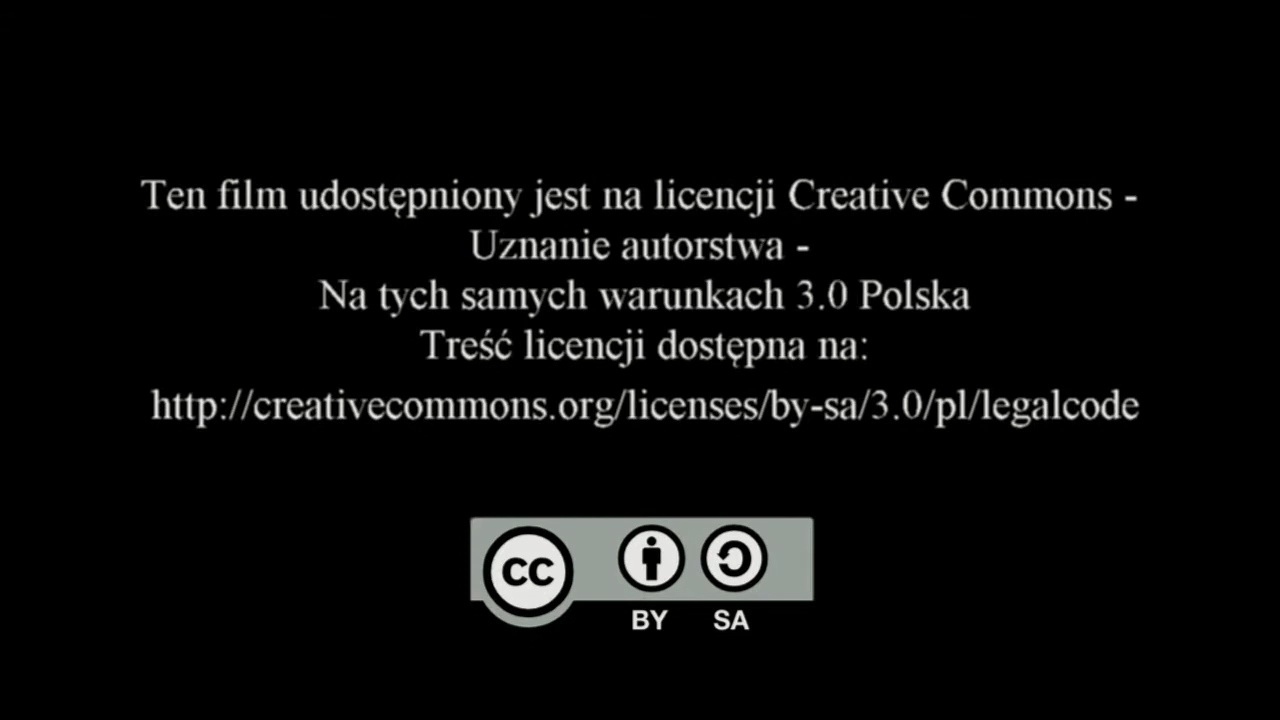 Ten film udostępniony jest na licencji Creative Commons -
Uznanie autorstwa -
Na tych samych warunkach 3.0 Polska
Treść licencji dostępna na:
http://creativecommons.org/licenses/by-sa/3.0/pl/legalcode
cc
BY SA